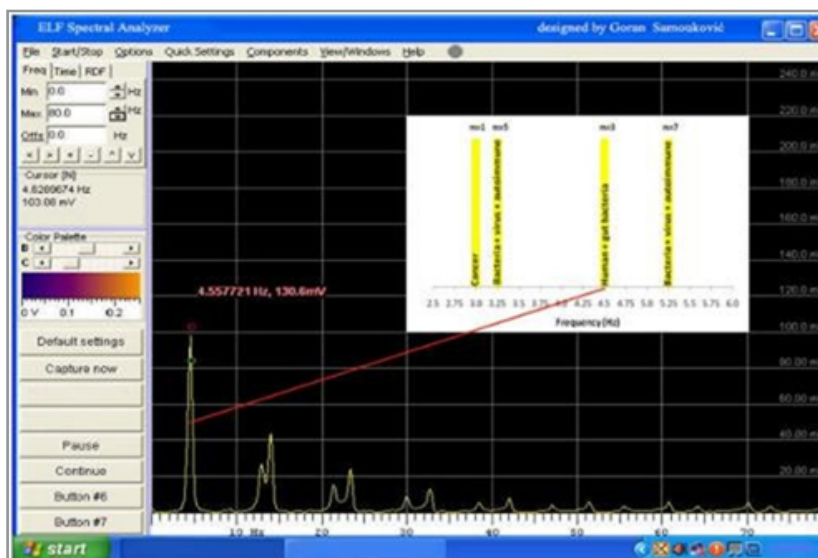 ELF Spectral Analyzer designed by Goran Samouković
File Start/Stop Options Quick Settings Components View/Windows Help
Freq Time RDF
Min 0.0 Hz
Max 80.0 Hz
Offs 0.0 Hz
< > + - ^ v
Cursor [N]
4.8289674 Hz
103.08 mV
Color Palette
B
C
0 V 0.1 0.2
Default settings
Capture now
Pause
Continue
Button #6
Button #7
4.557721 Hz, 130.6mV
240.0 m
220.0 m
200.0 m
180.0 m
160.0 m
140.0 m
120.0 m
100.0 m
80.00 m
60.00 m
40.00 m
20.00 m
m=1 m=5 m=3 m=7
Cancer
Bacteria + virus + autoimmune
Human + gut bacteria
Bacteria + virus + autoimmune
2.5 2.75 3.0 3.25 3.5 3.75 4.0 4.25 4.5 4.75 5.0 5.25 5.5 5.75 6.0
Frequency (Hz)
10 Hz 20 30 40 50 60 70
start